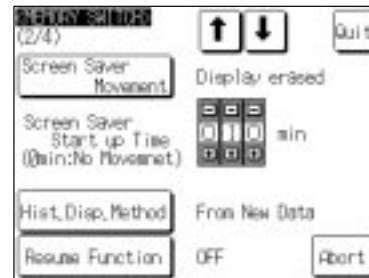 (MEMORY SWITCH)
(2/4)
Quit
Screen Saver
Movement
Display erased
Screen Saver
Start up Time
(0min:No Movemnet)
010 min
Hist.Disp.Method
From New Data
Resume Function
OFF
Abort